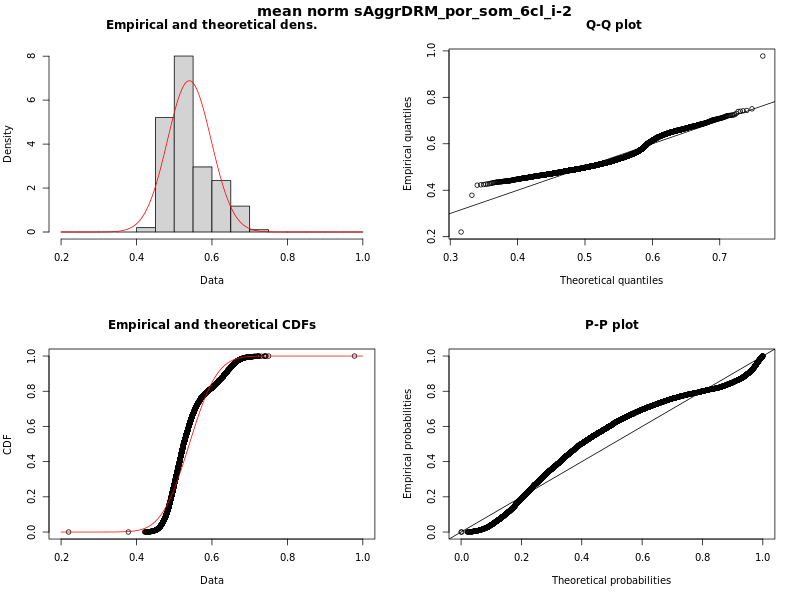 mean norm sAggrDRM_por_som_6cl_i-2
Empirical and theoretical dens.
Density
0 2 4 6 8
0.2 0.4 0.6 0.8 1.0
Data
Q-Q plot
Empirical quantiles
0.2 0.4 0.6 0.8 1.0
0.3 0.4 0.5 0.6 0.7
Theoretical quantiles
Empirical and theoretical CDFs
CDF
0.0 0.2 0.4 0.6 0.8 1.0
0.2 0.4 0.6 0.8 1.0
Data
P-P plot
Empirical probabilities
0.0 0.2 0.4 0.6 0.8 1.0
0.0 0.2 0.4 0.6 0.8 1.0
Theoretical probabilities